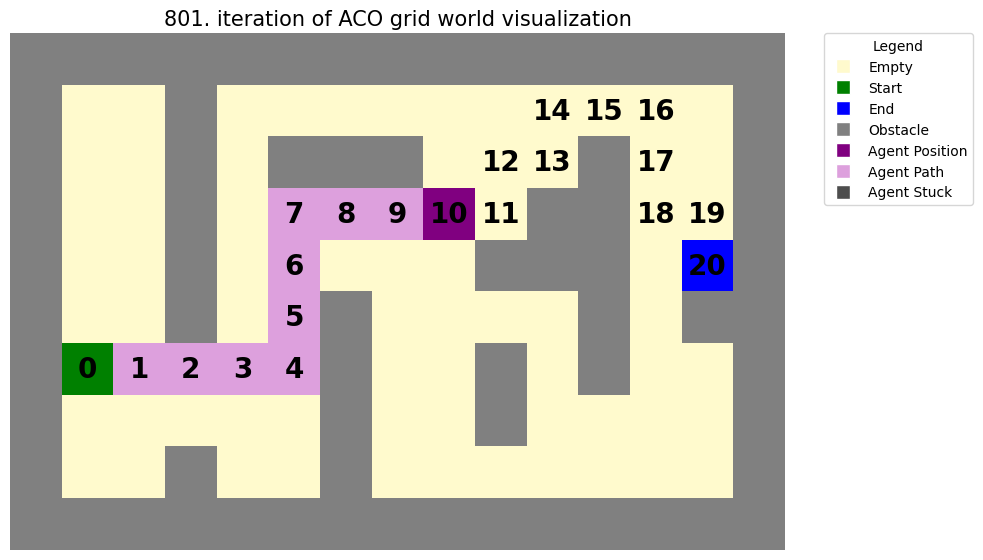 801. iteration of ACO grid world visualization
14 15 16
12 13 17
7 8 9 10 11 18 19
6 20
5
0 1 2 3 4
Legend
Empty
Start
End
Obstacle
Agent Position
Agent Path
Agent Stuck